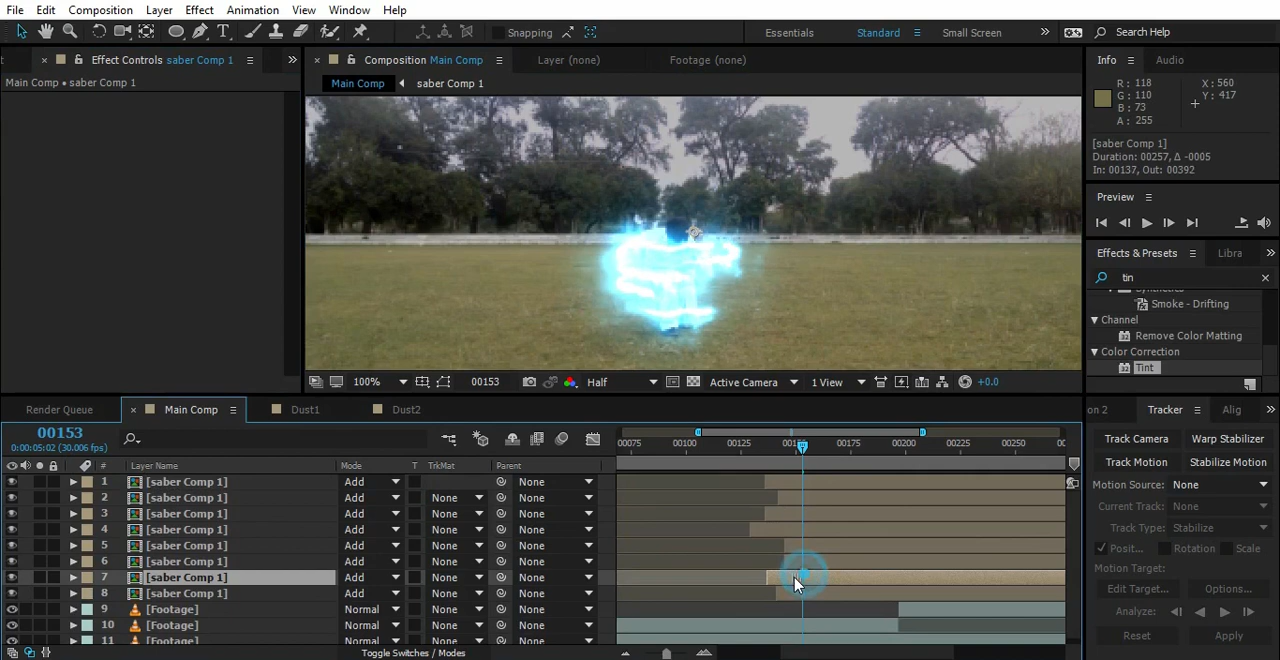 File Edit Composition Layer Effect Animation View Window Help
Snapping Essentials Standard Small Screen Search Help
Effect Controls saber Comp 1 Composition Main Comp Layer (none) Footage (none) Info Audio
Main Comp • saber Comp 1 Main Comp saber Comp 1
R : 118 X : 560
G : 110 Y : 417
B : 73
A : 255
[saber Comp 1]
Duration: 00257, Δ -0005
In: 00137, Out: 00392
Preview
Effects & Presets Libra
tin
Smoke - Drifting
Channel
Remove Color Matting
Color Correction
Tint
100% 00153 Half Active Camera 1 View +0.0
Render Queue Main Comp Dust1 Dust2 on 2 Tracker Alig
00153
0:00:05:02 (30.006 fps)
00075 00100 00125 00175 00200 00225 00250
Track Camera Warp Stabilizer
Track Motion Stabilize Motion
# Layer Name Mode T TrkMat Parent
1 [saber Comp 1] Add None
2 [saber Comp 1] Add None None
3 [saber Comp 1] Add None None
4 [saber Comp 1] Add None None
5 [saber Comp 1] Add None None
6 [saber Comp 1] Add None None
7 [saber Comp 1] Add None None
8 [saber Comp 1] Add None None
9 [Footage] Normal None None
10 [Footage] Normal None None
11 [Footage] Normal None None
Motion Source: None
Current Track: None
Track Type: Stabilize
Posit... Rotation Scale
Motion Target:
Edit Target... Options...
Analyze:
Reset Apply
Toggle Switches / Modes